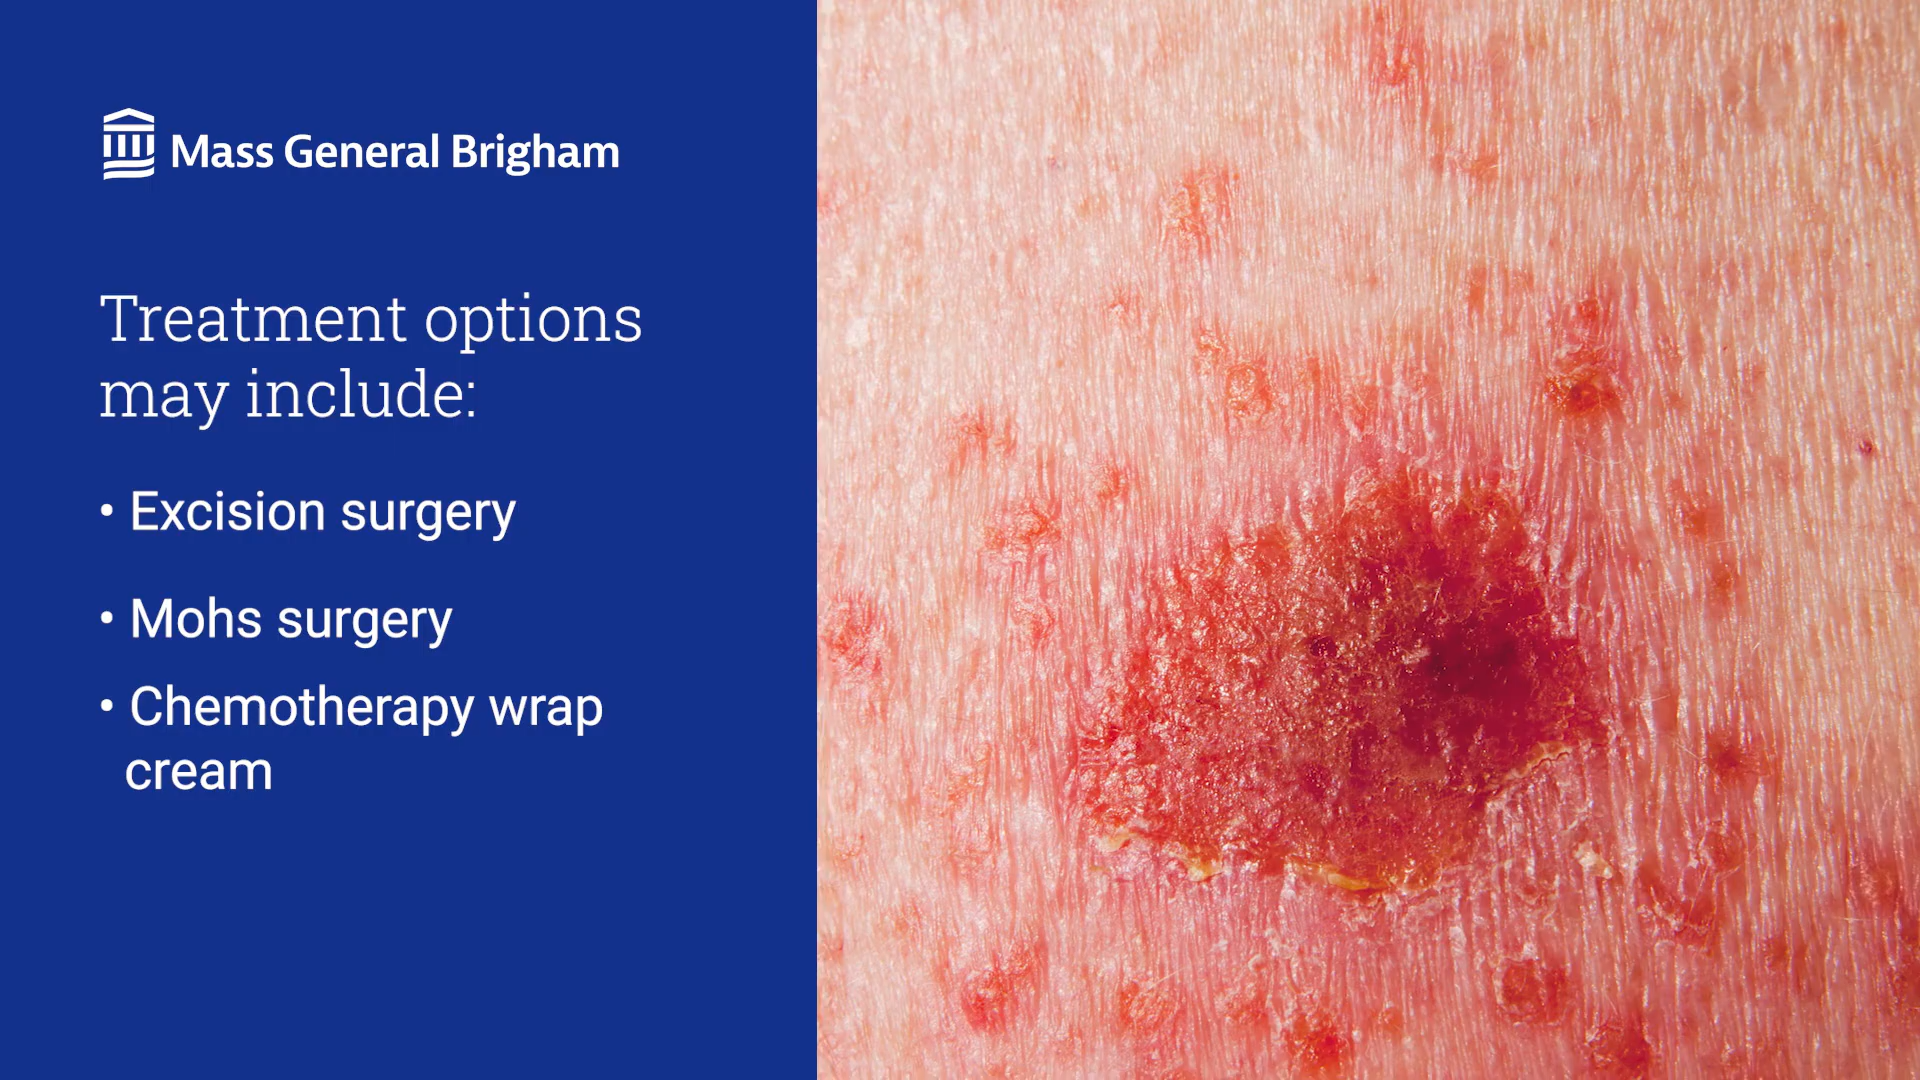 Mass General Brigham
Treatment options
may include:
• Excision surgery
• Mohs surgery
• Chemotherapy wrap
cream